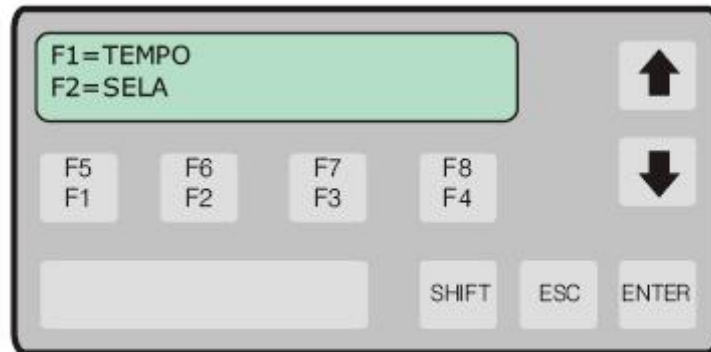 F1=TEMPO
F2=SELA
F5 F6 F7 F8
F1 F2 F3 F4
SHIFT ESC ENTER